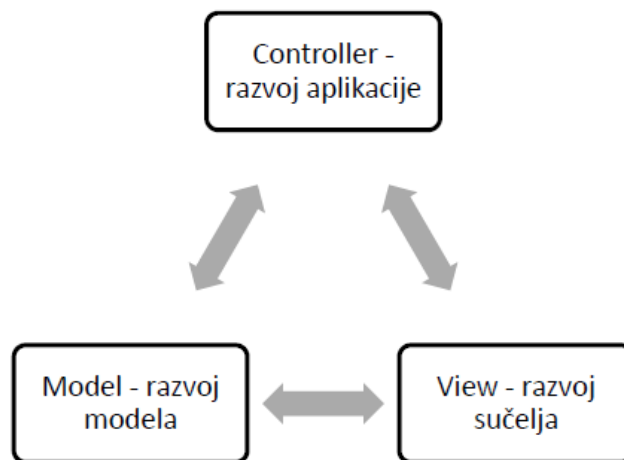 Controller -
razvoj aplikacije
Model - razvoj
modela
View - razvoj
sučelja